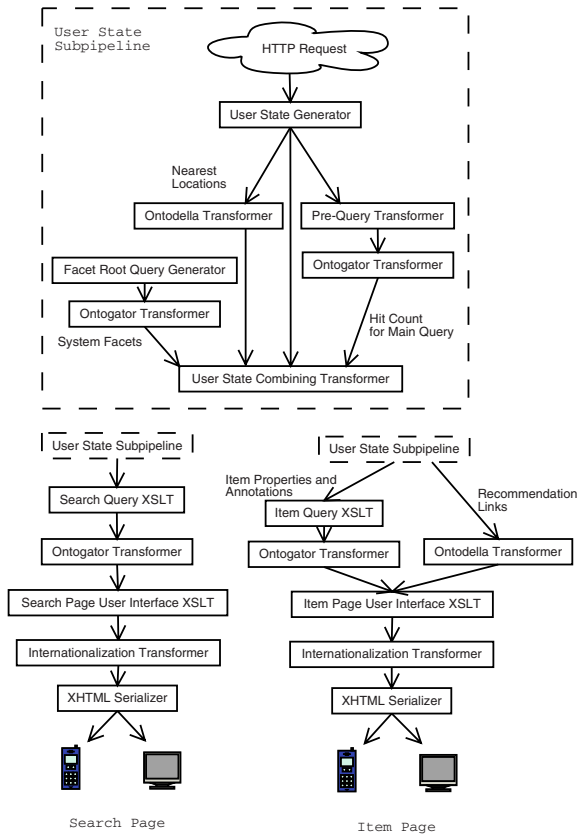 User State
Subpipeline
HTTP Request
User State Generator
Nearest
Locations
Ontodella Transformer
Pre-Query Transformer
Facet Root Query Generator
Ontogator Transformer
Ontogator Transformer
System Facets
Hit Count
for Main Query
User State Combining Transformer
User State Subpipeline
Search Query XSLT
Ontogator Transformer
Search Page User Interface XSLT
Internationalization Transformer
XHTML Serializer
Search Page
User State Subpipeline
Item Properties and
Annotations
Item Query XSLT
Recommendation
Links
Ontogator Transformer
Ontodella Transformer
Item Page User Interface XSLT
Internationalization Transformer
XHTML Serializer
Item Page